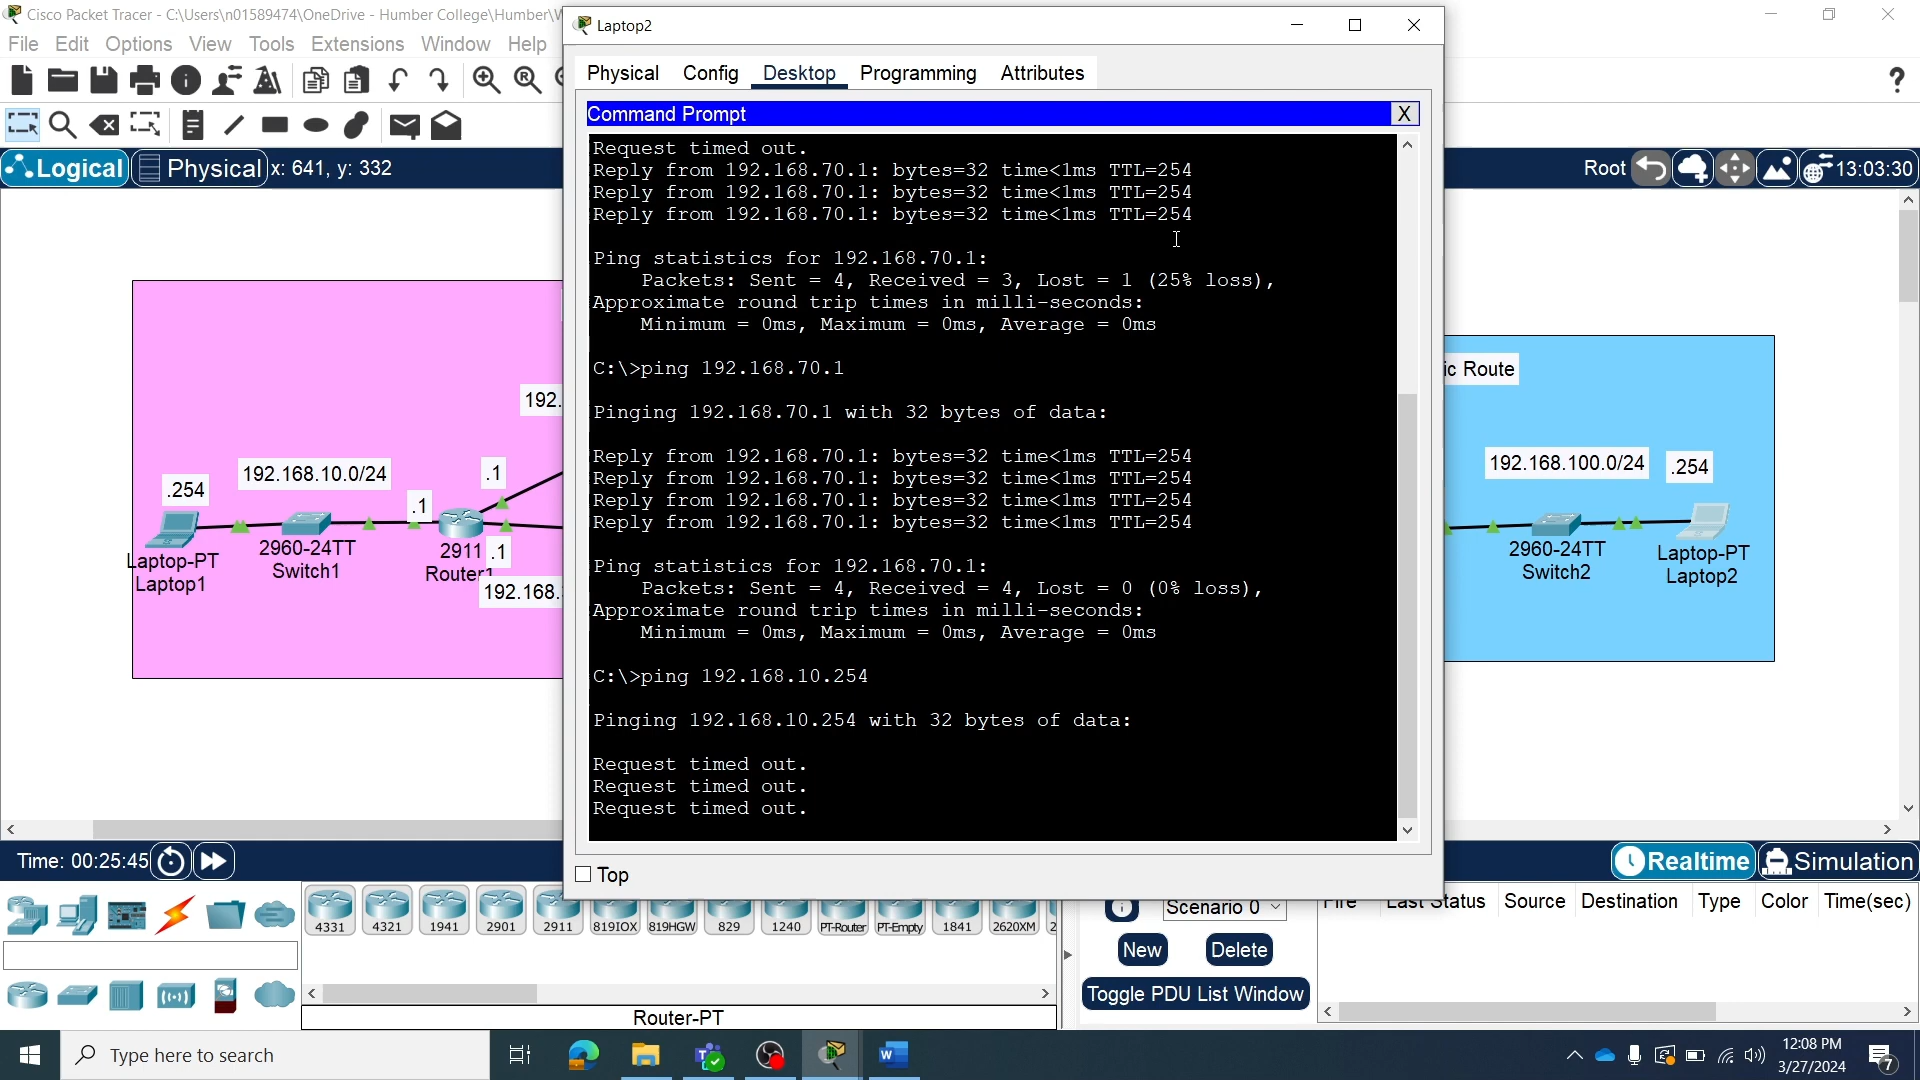 Cisco Packet Tracer - C:\Users\n01589474\OneDrive - Humber College\Humber\
File Edit Options View Tools Extensions Window Help
Logical Physical x: 641, y: 332
Root 13:03:30
Laptop2
Physical Config Desktop Programming Attributes
Command Prompt X
Request timed out.
Reply from 192.168.70.1: bytes=32 time<1ms TTL=254
Reply from 192.168.70.1: bytes=32 time<1ms TTL=254
Reply from 192.168.70.1: bytes=32 time<1ms TTL=254
Ping statistics for 192.168.70.1:
Packets: Sent = 4, Received = 3, Lost = 1 (25% loss),
Approximate round trip times in milli-seconds:
Minimum = 0ms, Maximum = 0ms, Average = 0ms
C:\>ping 192.168.70.1
Pinging 192.168.70.1 with 32 bytes of data:
Reply from 192.168.70.1: bytes=32 time<1ms TTL=254
Reply from 192.168.70.1: bytes=32 time<1ms TTL=254
Reply from 192.168.70.1: bytes=32 time<1ms TTL=254
Reply from 192.168.70.1: bytes=32 time<1ms TTL=254
Ping statistics for 192.168.70.1:
Packets: Sent = 4, Received = 4, Lost = 0 (0% loss),
Approximate round trip times in milli-seconds:
Minimum = 0ms, Maximum = 0ms, Average = 0ms
C:\>ping 192.168.10.254
Pinging 192.168.10.254 with 32 bytes of data:
Request timed out.
Request timed out.
Request timed out.
Top
192.
.254
192.168.10.0/24
.1
.1
Laptop-PT
Laptop1
2960-24TT
Switch1
2911
Router1
.1
192.168.
ic Route
192.168.100.0/24
.254
2960-24TT
Switch2
Laptop-PT
Laptop2
Time: 00:25:45
Realtime Simulation
4331 4321 1941 2901 2911 819IOX 819HGW 829 1240 PT-Router PT-Empty 1841 2620XM 2
Router-PT
Scenario 0
New Delete
Toggle PDU List Window
Fire Last Status Source Destination Type Color Time(sec)
Type here to search
12:08 PM
3/27/2024
7